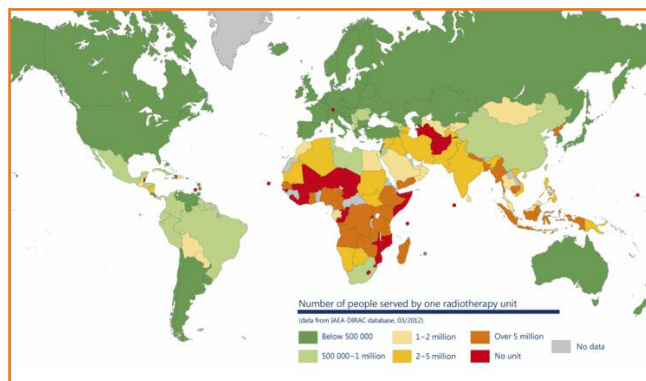 Number of people served by one radiotherapy unit
(data from IAEA-DIRAC database, 03/2012)
Below 500 000
1–2 million
Over 5 million
No data
500 000–1 million
2–5 million
No unit